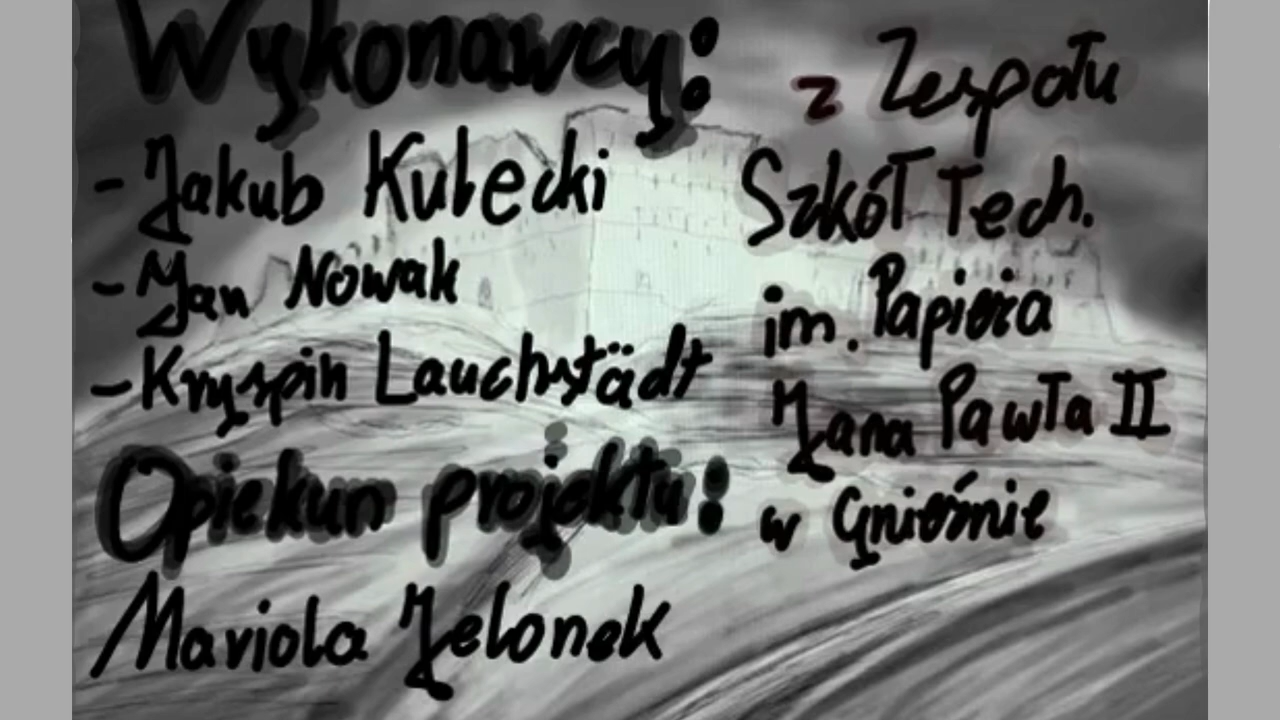 Wykonawcy:
- Jakub Kulecki
- Jan Nowak
- Kryspin Lauchstädt
Opiekun projektu:
Mariola Jelonek
z Zespołu
Szkół Tech.
im. Papieża
Jana Pawła II
w Gnieźnie